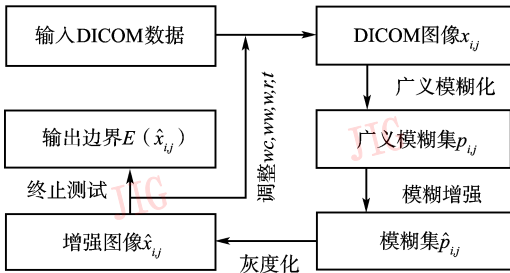 输入DICOM数据
DICOM图像x_{i,j}
广义模糊化
输出边界E（x̂_{i,j}）
调整wc,ww,w,r,t
广义模糊集p_{i,j}
JIG
终止测试
JIG
模糊增强
增强图像x̂_{i,j}
灰度化
模糊集p̂_{i,j}